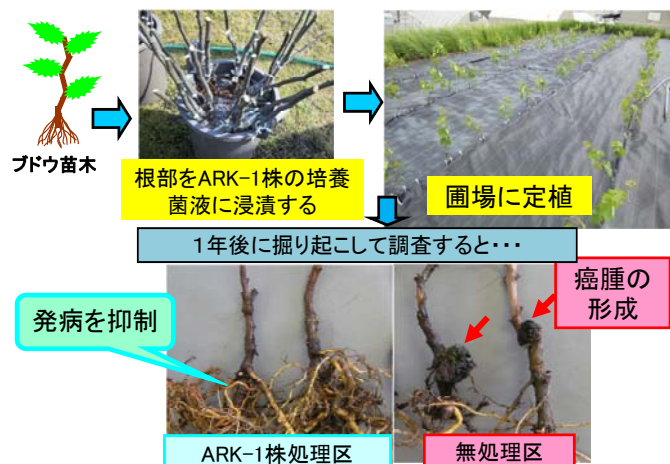 ブドウ苗木
根部をARK-1株の培養
菌液に浸漬する
圃場に定植
1年後に掘り起こして調査すると・・・
発病を抑制
癌腫の
形成
ARK-1株処理区
無処理区